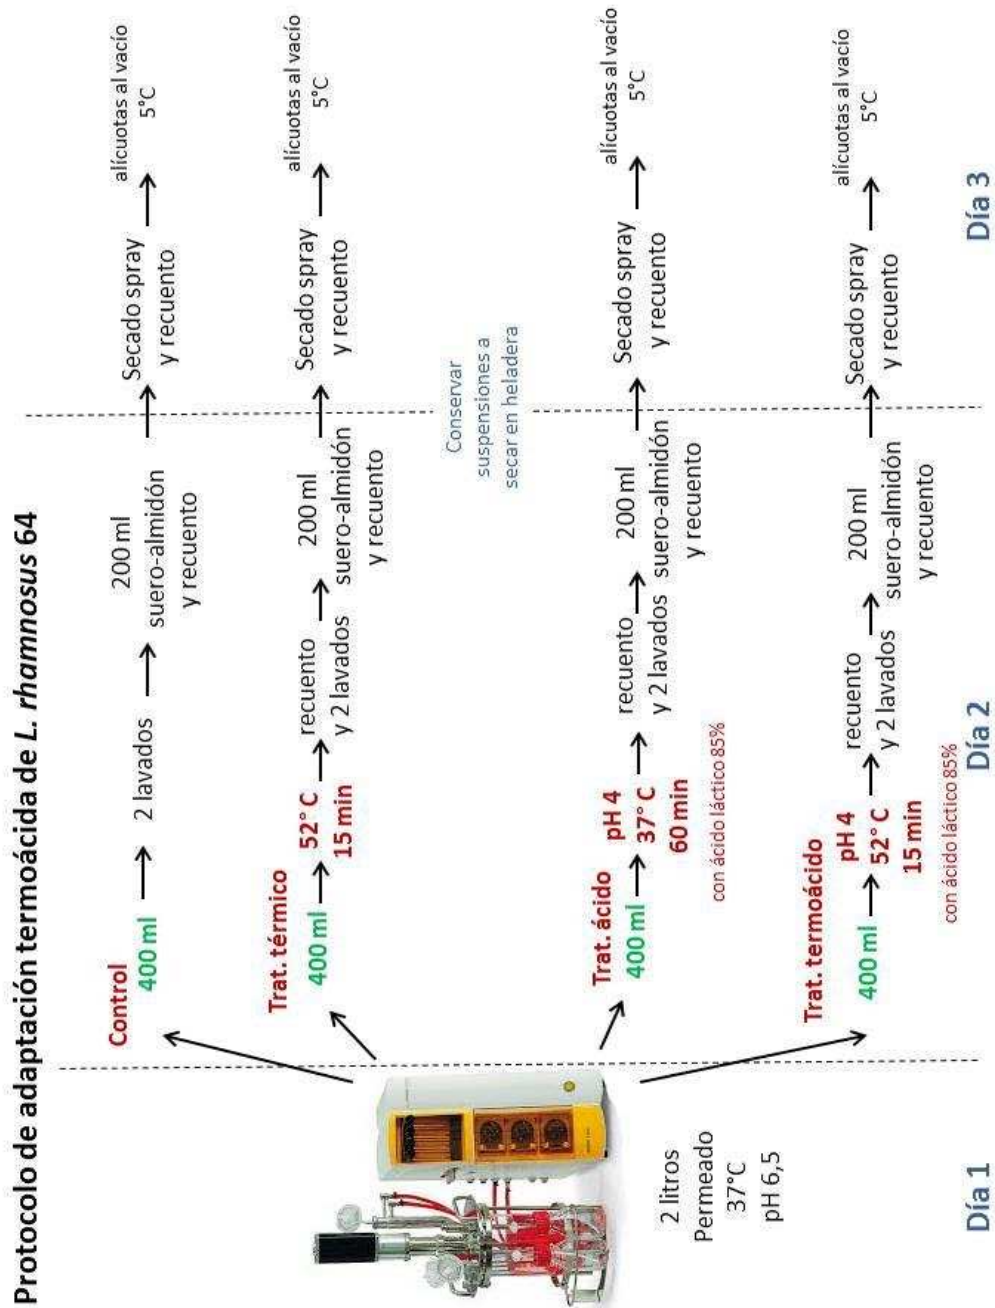 Protocolo de adaptación termoácida de L. rhamnosus 64
2 litros
Permeado
37°C
pH 6,5
Control
400 ml
2 lavados
200 ml
suero-almidón
y recuento
Secado spray
y recuento
alícuotas al vacío
5°C
Trat. térmico
400 ml
52° C
15 min
recuento
y 2 lavados
200 ml
suero-almidón
y recuento
Secado spray
y recuento
alícuotas al vacío
5°C
Conservar
suspensiones a
secar en heladera
Trat. ácido
400 ml
pH 4
37° C
60 min
con ácido láctico 85%
recuento
y 2 lavados
200 ml
suero-almidón
y recuento
Secado spray
y recuento
alícuotas al vacío
5°C
Trat. termoácido
400 ml
pH 4
52° C
15 min
con ácido láctico 85%
recuento
y 2 lavados
200 ml
suero-almidón
y recuento
Secado spray
y recuento
alícuotas al vacío
5°C
Día 1
Día 2
Día 3